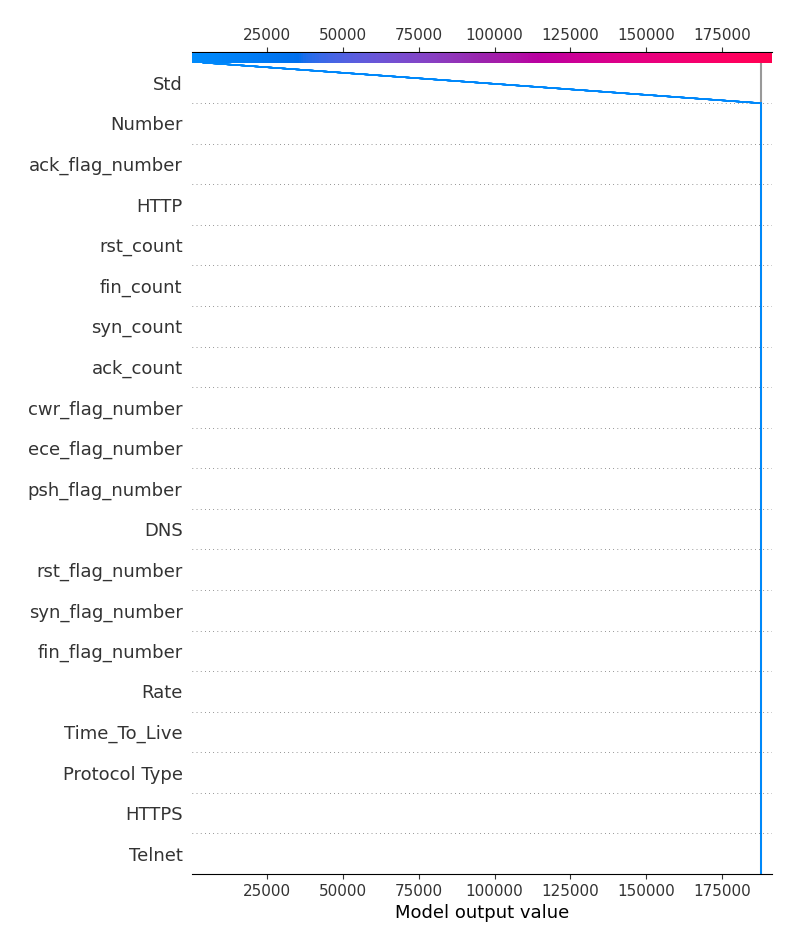 25000 50000 75000 100000 125000 150000 175000
Std
Number
ack_flag_number
HTTP
rst_count
fin_count
syn_count
ack_count
cwr_flag_number
ece_flag_number
psh_flag_number
DNS
rst_flag_number
syn_flag_number
fin_flag_number
Rate
Time_To_Live
Protocol Type
HTTPS
Telnet
25000 50000 75000 100000 125000 150000 175000
Model output value